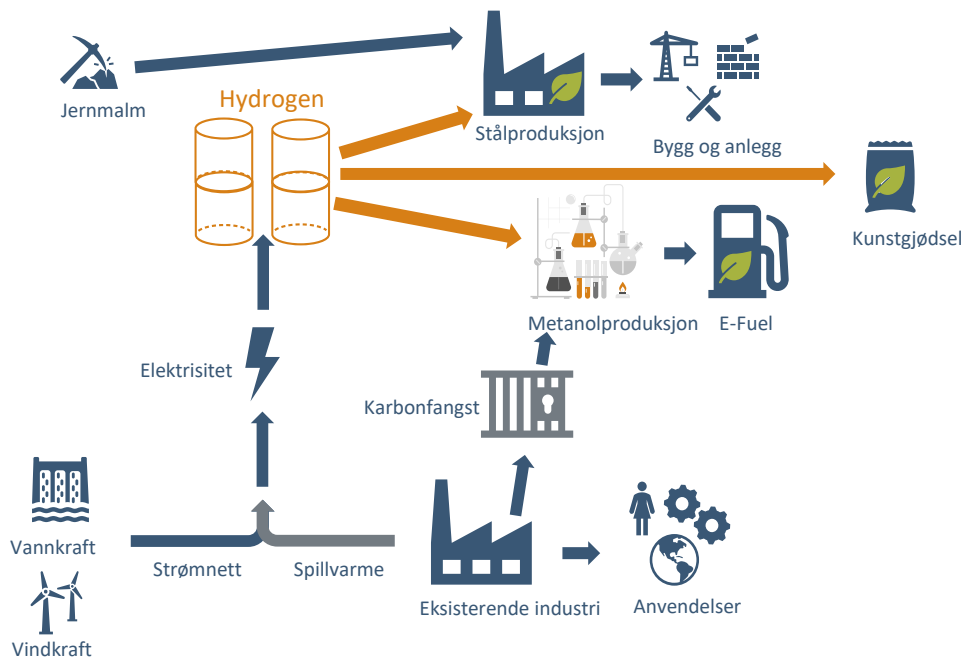 Jernmalm
Hydrogen
Stålproduksjon
Bygg og anlegg
Kunstgjødsel
Metanolproduksjon
E-Fuel
Elektrisitet
Karbonfangst
Vannkraft
Strømnett
Spillvarme
Eksisterende industri
Anvendelser
Vindkraft